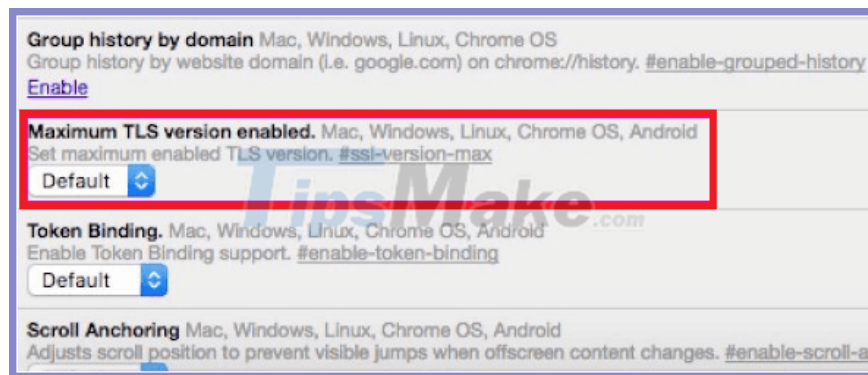 Group history by domain Mac, Windows, Linux, Chrome OS
Group history by website domain (i.e. google.com) on chrome://history. #enable-grouped-history
Enable
Maximum TLS version enabled. Mac, Windows, Linux, Chrome OS, Android
Set maximum enabled TLS version. #ssl-version-max
Default
TipsMake.com
Token Binding. Mac, Windows, Linux, Chrome OS, Android
Enable Token Binding support. #enable-token-binding
Default
Scroll Anchoring Mac, Windows, Linux, Chrome OS, Android
Adjusts scroll position to prevent visible jumps when offscreen content changes. #enable-scroll-a